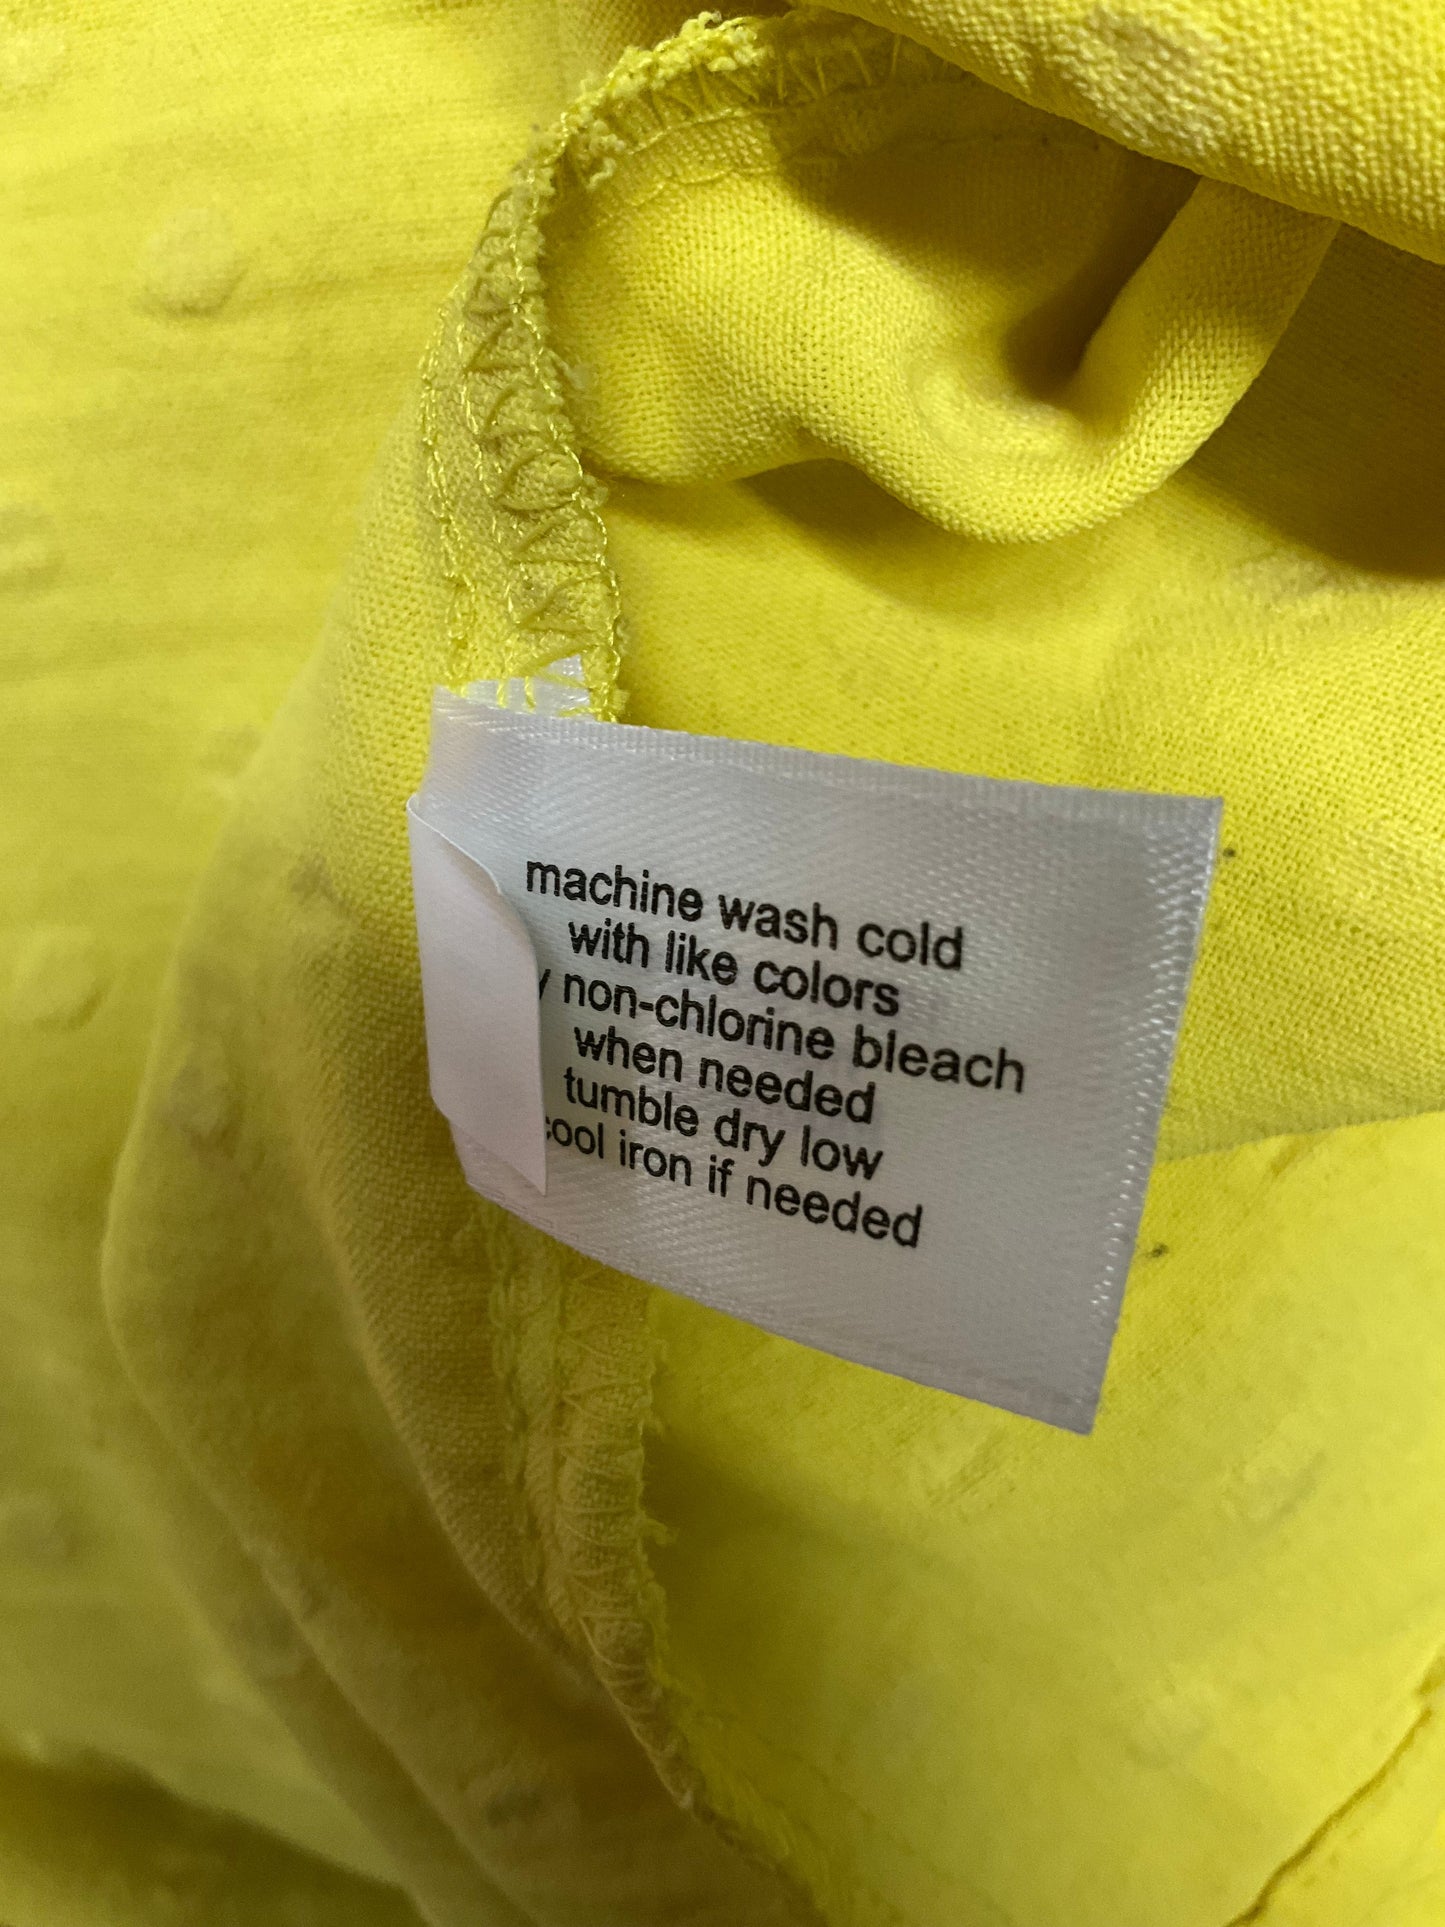 machine wash cold
with like colors
non-chlorine bleach
when needed
tumble dry low
cool iron if needed